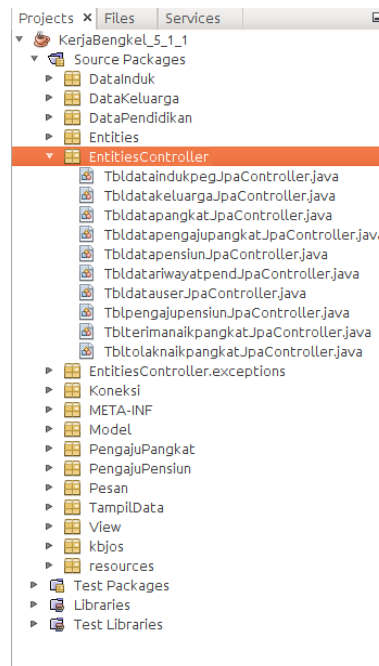 Projects × Files Services
KerjaBengkel_5_1_1
Source Packages
DataInduk
DataKeluarga
DataPendidikan
Entities
EntitiesController
TbldataindukpegJpaController.java
TbldatakeluargaJpaController.java
TbldatapangkatJpaController.java
TbldatapengajupangkatJpaController.java
TbldatapensiunJpaController.java
TbldatariwayatpendJpaController.java
TbldatauserJpaController.java
TblpengajupensiunJpaController.java
TblterimanaikpangkatJpaController.java
TbltolaknaikpangkatJpaController.java
EntitiesController.exceptions
Koneksi
META-INF
Model
PengajuPangkat
PengajuPensiun
Pesan
TampilData
View
kbjos
resources
Test Packages
Libraries
Test Libraries